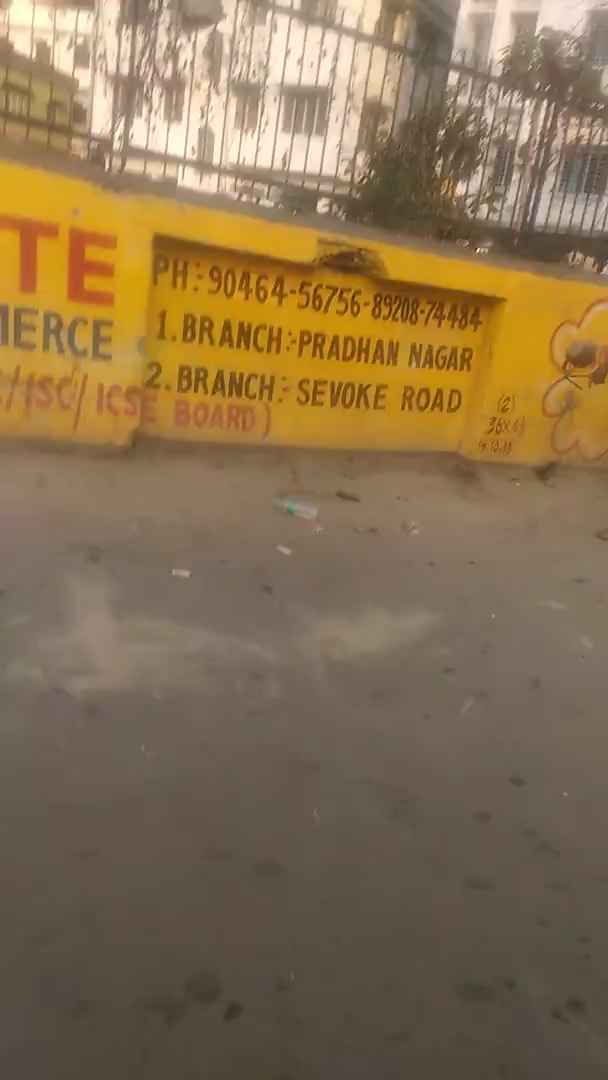 TE
MERCE
/ISC/ ICSE BOARD)
PH:-90464-56756-89208-74484
1.BRANCH:-PRADHAN NAGAR
2.BRANCH:- SEVOKE ROAD
(2)